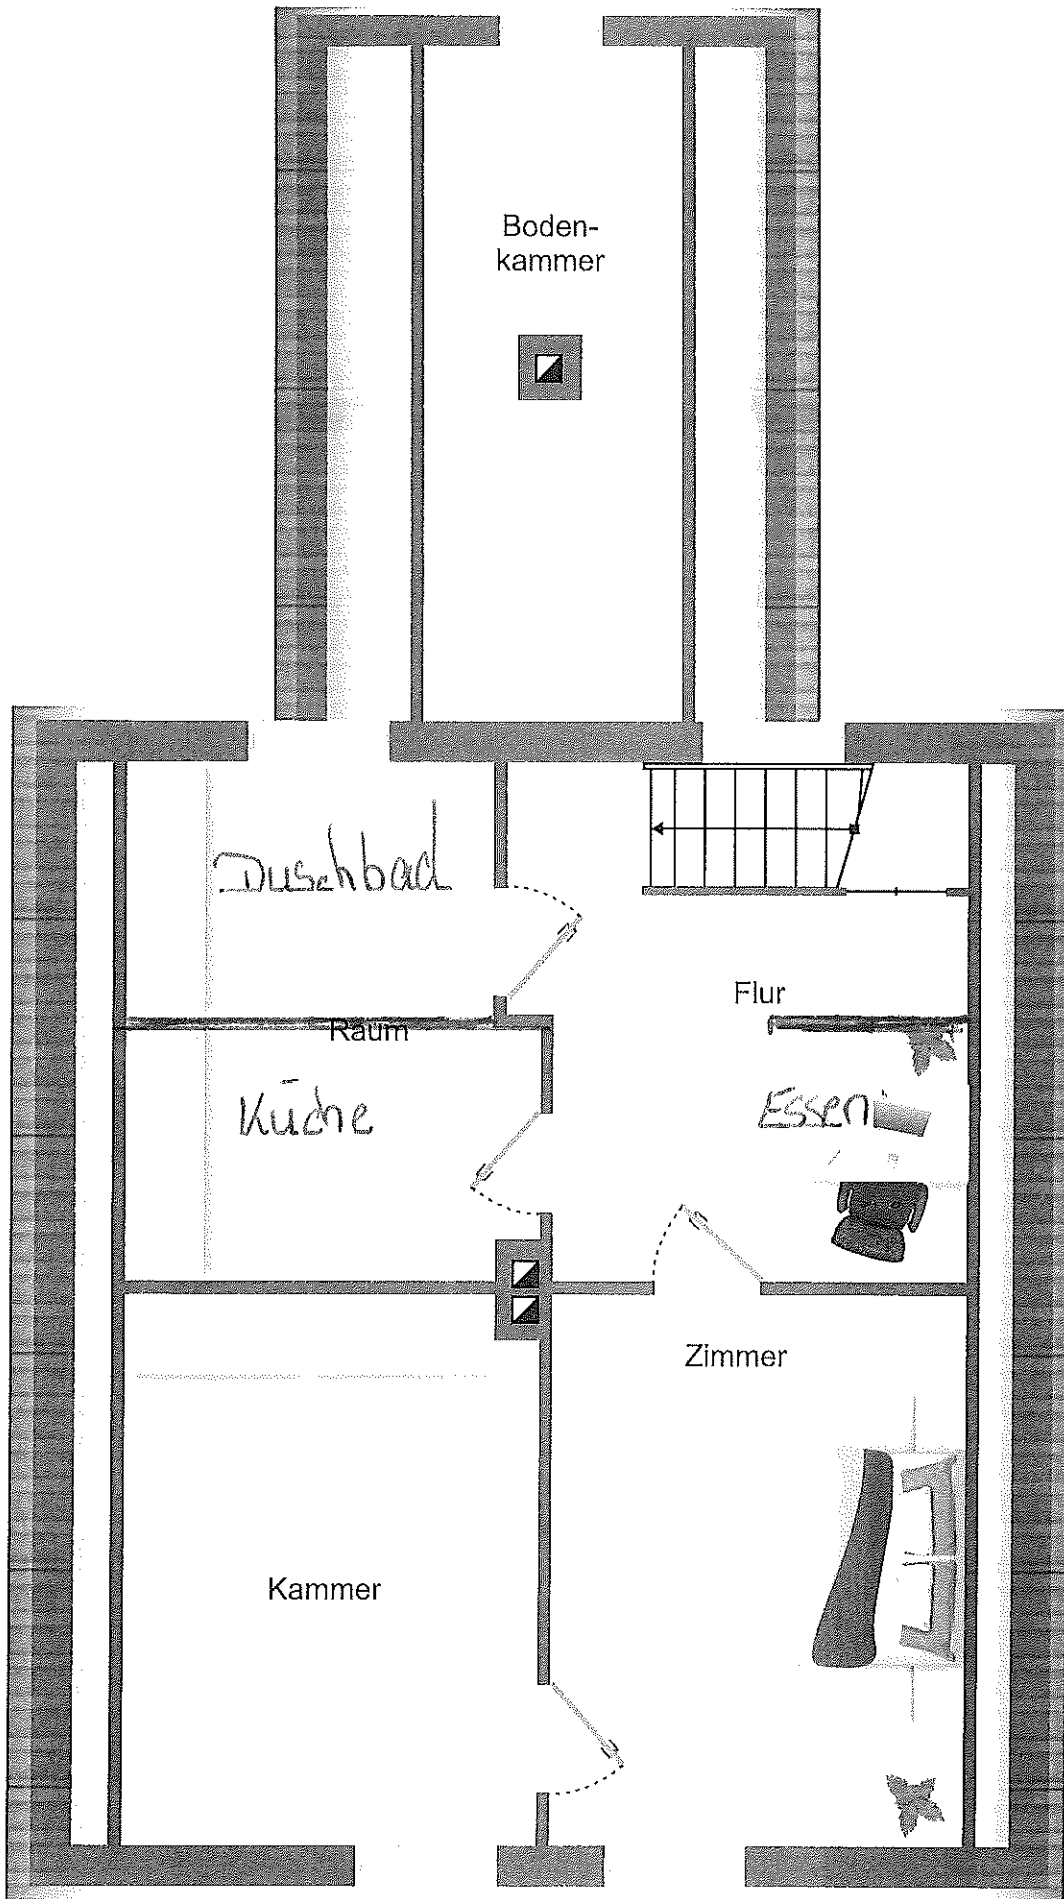 Boden-
kammer
Duschbad
Flur
Raum
Küche
Essen
Zimmer
Kammer